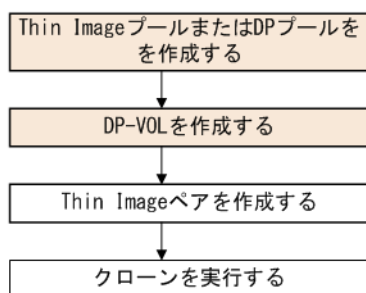 Thin ImageプールまたはDPプールを
を作成する
DP-VOLを作成する
Thin Imageペアを作成する
クローンを実行する